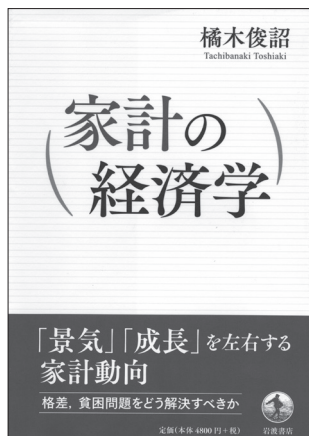 橘木俊詔
Tachibanaki Toshiaki
家計の
経済学
「景気」「成長」を左右する
家計動向
格差，貧困問題をどう解決すべきか
定価（本体4800円＋税）
岩波書店